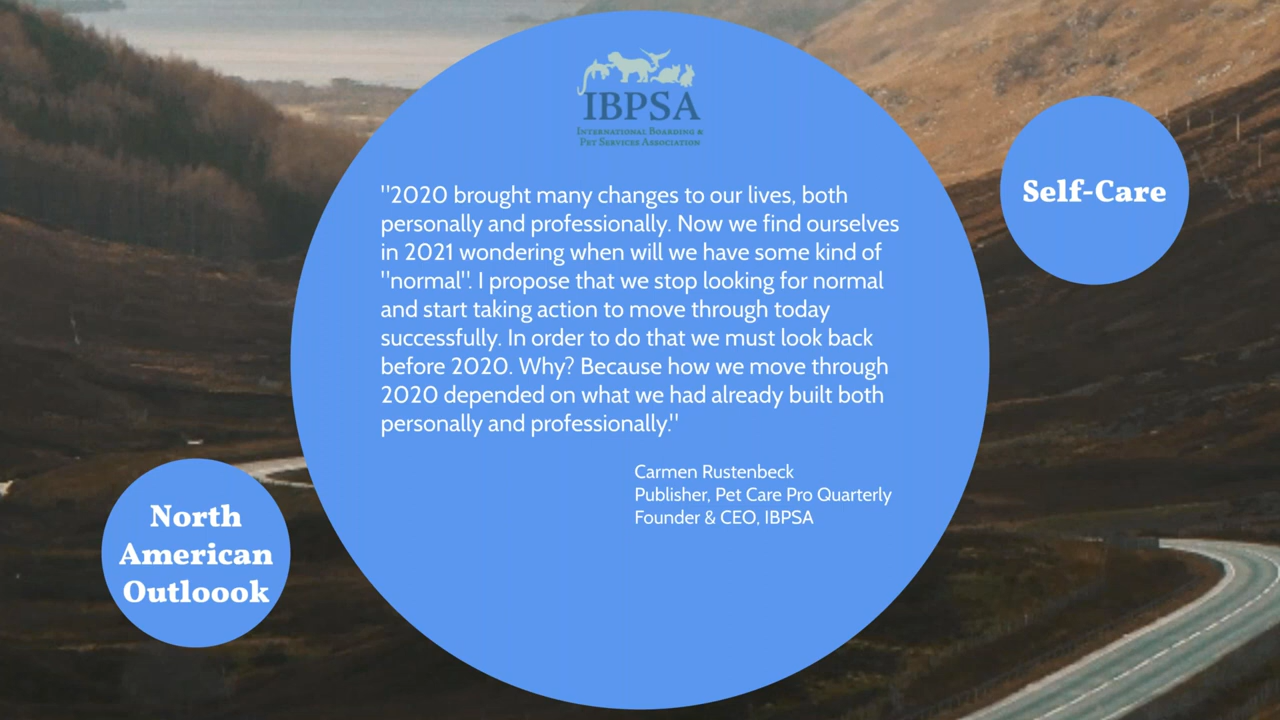 IBPSA
International Boarding &
Pet Services Association
"2020 brought many changes to our lives, both
personally and professionally. Now we find ourselves
in 2021 wondering when will we have some kind of
"normal". I propose that we stop looking for normal
and start taking action to move through today
successfully. In order to do that we must look back
before 2020. Why? Because how we move through
2020 depended on what we had already built both
personally and professionally."
Carmen Rustenbeck
Publisher, Pet Care Pro Quarterly
Founder & CEO, IBPSA
Self-Care
North
American
Outloook